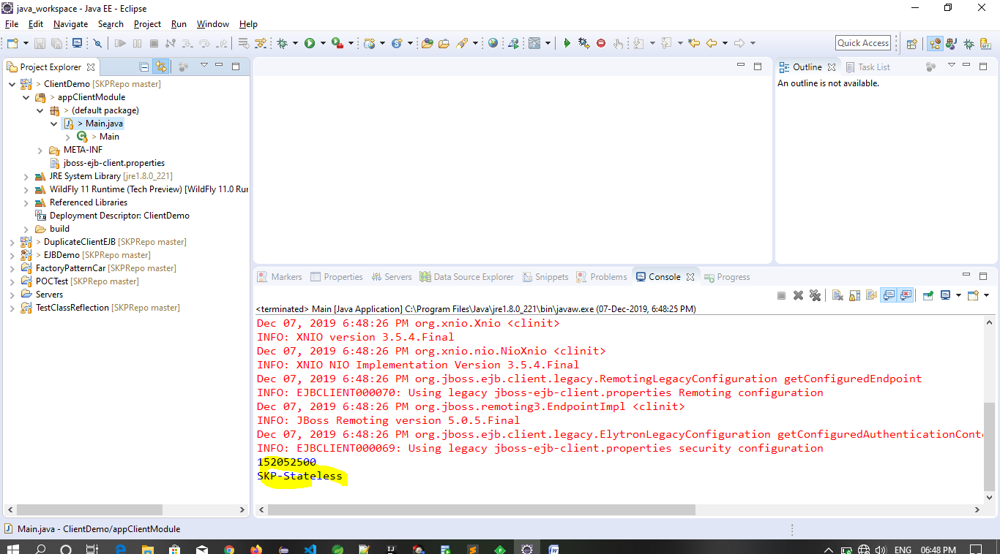 java_workspace - Java EE - Eclipse
File Edit Navigate Search Project Run Window Help
Quick Access
Project Explorer
> ClientDemo [SKPRepo master]
> appClientModule
> (default package)
> Main.java
> Main
META-INF
jboss-ejb-client.properties
JRE System Library [jre1.8.0_221]
WildFly 11 Runtime (Tech Preview) [WildFly 11.0 Rur
Referenced Libraries
Deployment Descriptor: ClientDemo
build
> DuplicateClientEJB [SKPRepo master]
> EJBDemo [SKPRepo master]
FactoryPatternCar [SKPRepo master]
POCTest [SKPRepo master]
Servers
TestClassReflection [SKPRepo master]
Outline Task List
An outline is not available.
Markers Properties Servers Data Source Explorer Snippets Problems Console Progress
<terminated> Main [Java Application] C:\Program Files\Java\jre1.8.0_221\bin\javaw.exe (07-Dec-2019, 6:48:25 PM)
Dec 07, 2019 6:48:26 PM org.xnio.Xnio <clinit>
INFO: XNIO version 3.5.4.Final
Dec 07, 2019 6:48:26 PM org.xnio.nio.NioXnio <clinit>
INFO: XNIO NIO Implementation Version 3.5.4.Final
Dec 07, 2019 6:48:26 PM org.jboss.ejb.client.legacy.RemotingLegacyConfiguration getConfiguredEndpoint
INFO: EJBCLIENT000070: Using legacy jboss-ejb-client.properties Remoting configuration
Dec 07, 2019 6:48:26 PM org.jboss.remoting3.EndpointImpl <clinit>
INFO: JBoss Remoting version 5.0.5.Final
Dec 07, 2019 6:48:26 PM org.jboss.ejb.client.legacy.ElytronLegacyConfiguration getConfiguredAuthenticationConte
INFO: EJBCLIENT000069: Using legacy jboss-ejb-client.properties security configuration
152052500
SKP-Stateless
Main.java - ClientDemo/appClientModule
ENG 06:48 PM